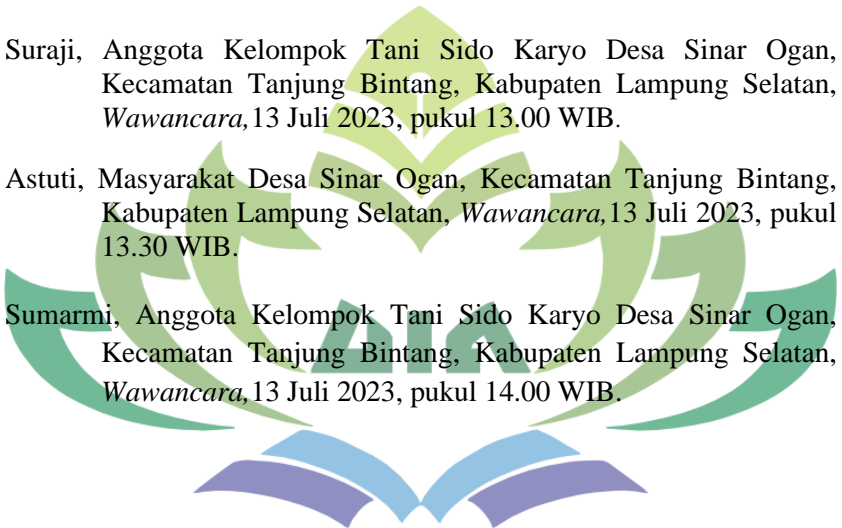 Suraji, Anggota Kelompok Tani Sido Karyo Desa Sinar Ogan,
Kecamatan Tanjung Bintang, Kabupaten Lampung Selatan,
Wawancara,13 Juli 2023, pukul 13.00 WIB.
Astuti, Masyarakat Desa Sinar Ogan, Kecamatan Tanjung Bintang,
Kabupaten Lampung Selatan, Wawancara,13 Juli 2023, pukul
13.30 WIB.
Sumarmi, Anggota Kelompok Tani Sido Karyo Desa Sinar Ogan,
Kecamatan Tanjung Bintang, Kabupaten Lampung Selatan,
Wawancara,13 Juli 2023, pukul 14.00 WIB.